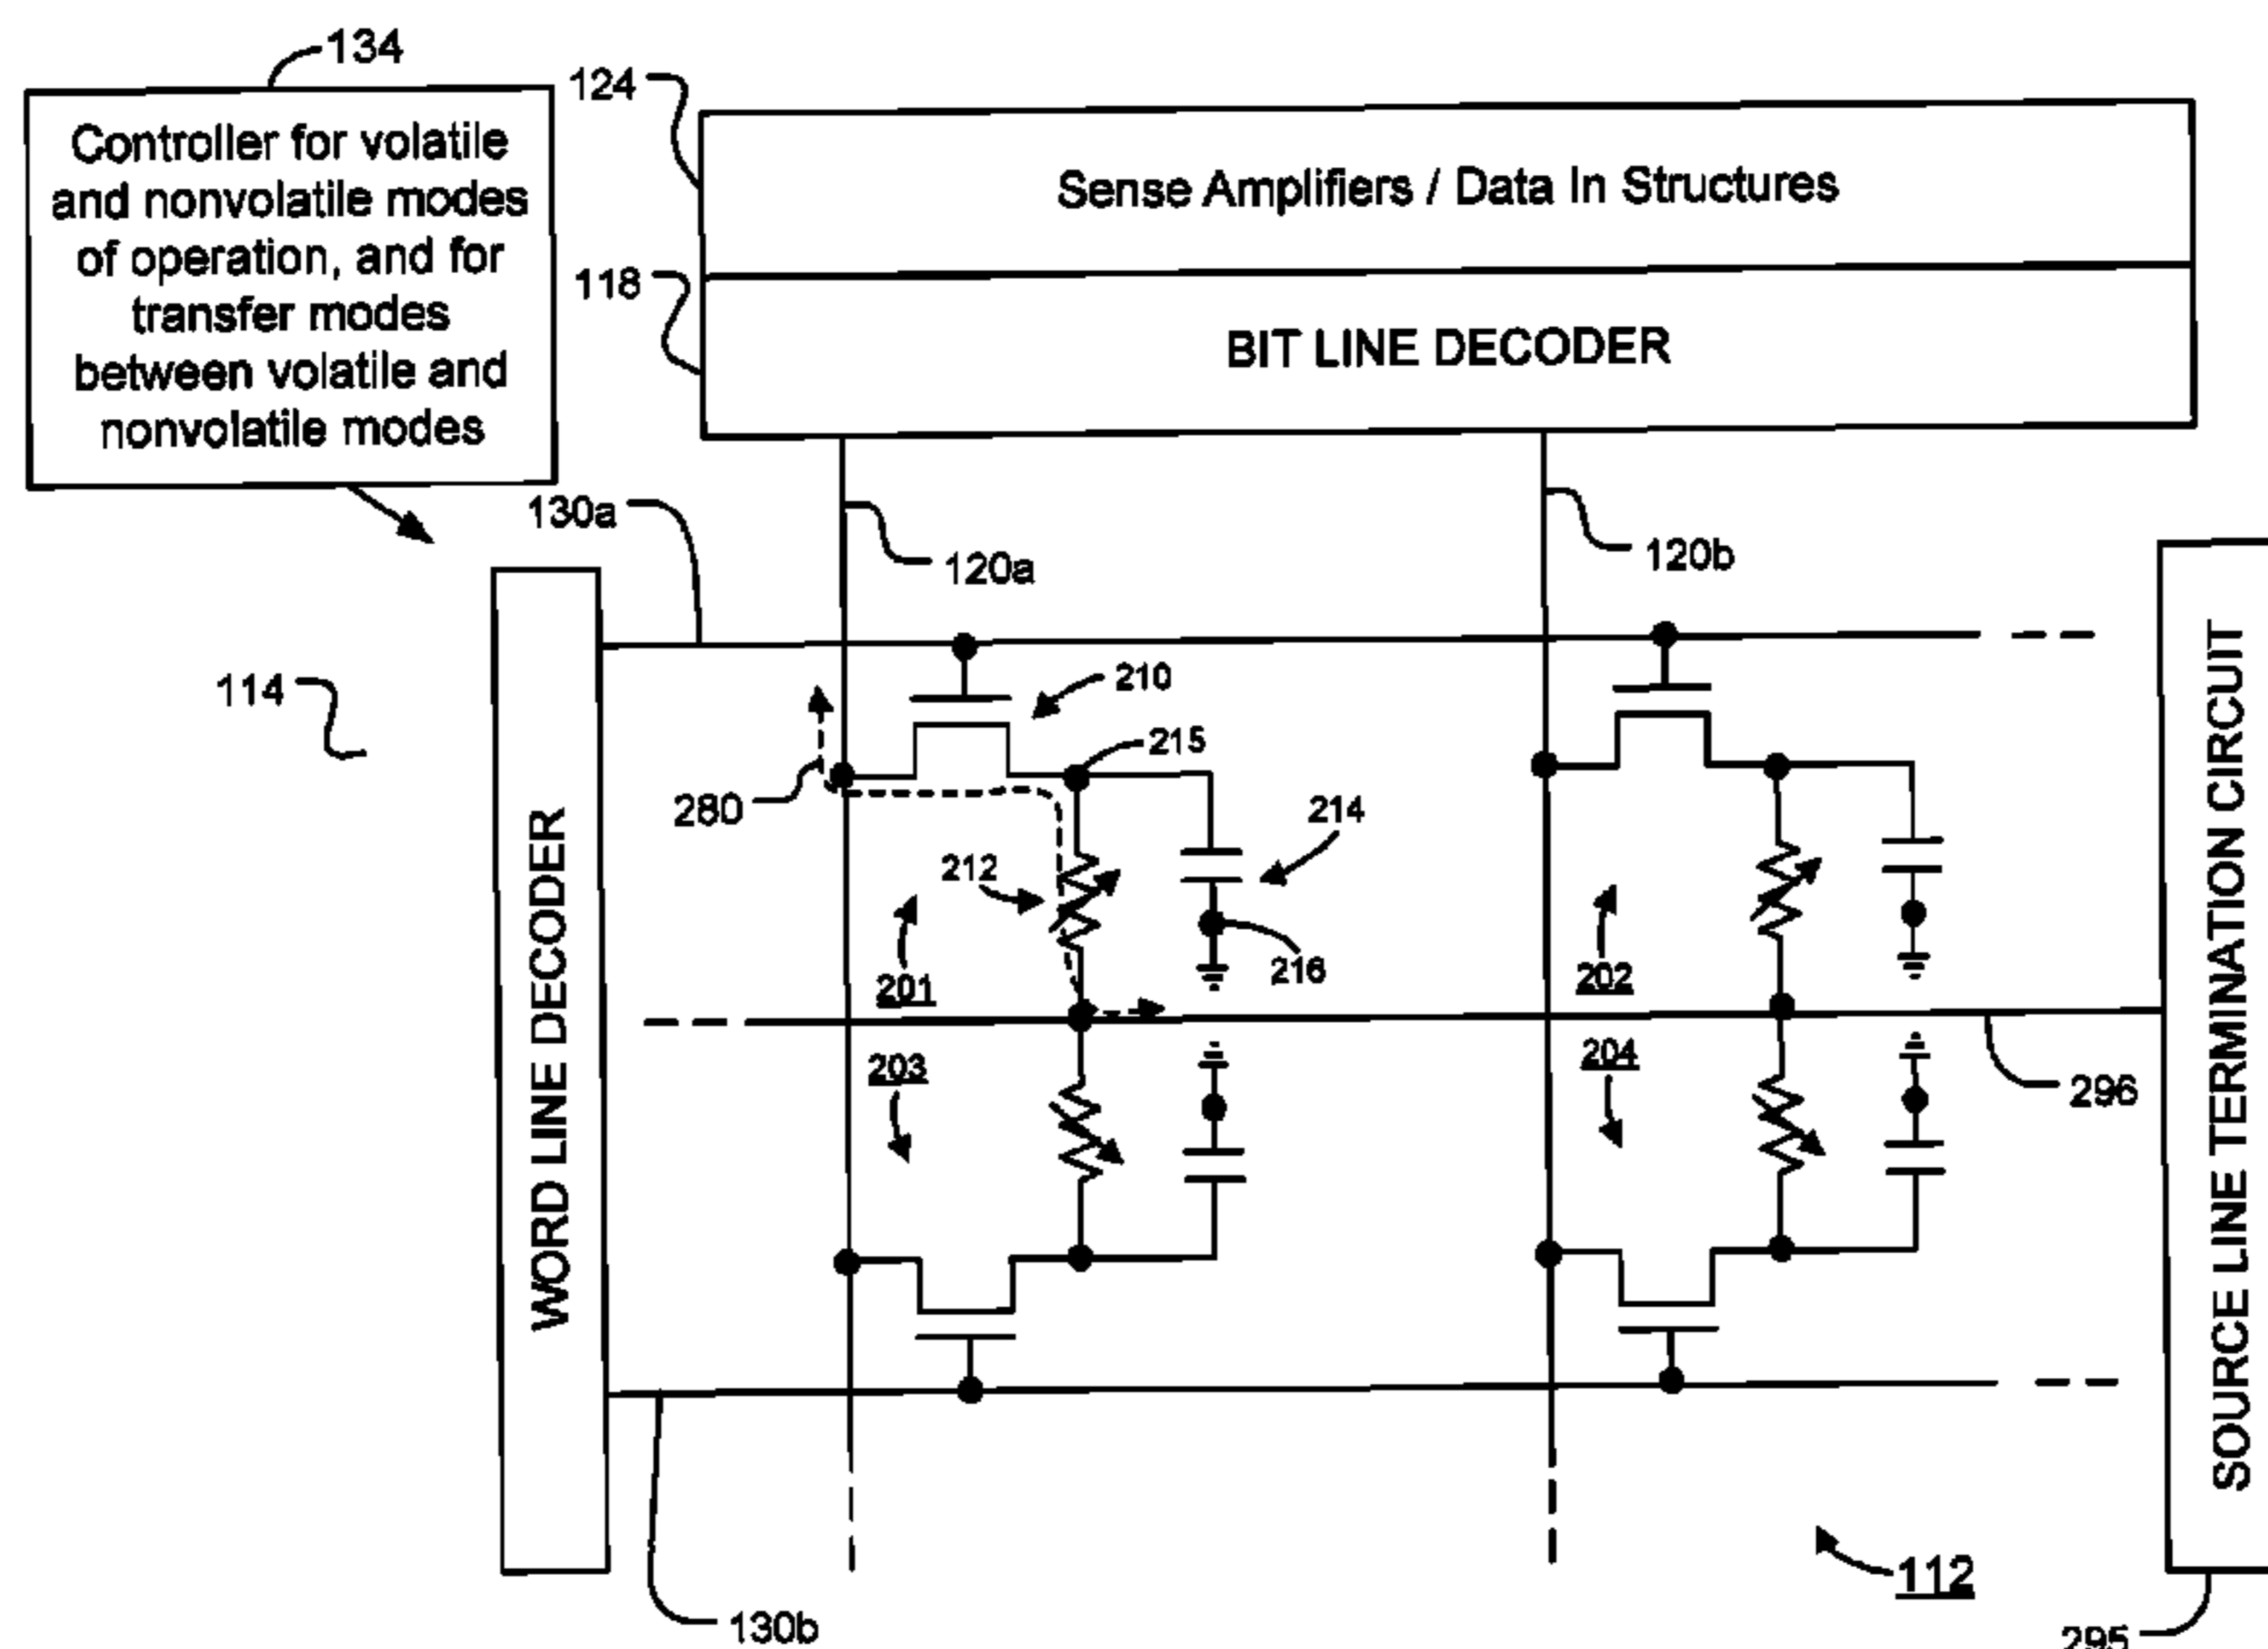 134
Controller for volatile
and nonvolatile modes
of operation, and for
transfer modes
between volatile and
nonvolatile modes
124
Sense Amplifiers / Data In Structures
118
BIT LINE DECODER
130a
120a
120b
114
WORD LINE DECODER
210
215
280
214
212
216
201
202
203
204
296
SOURCE LINE TERMINATION CIRCUIT
112
130b
295